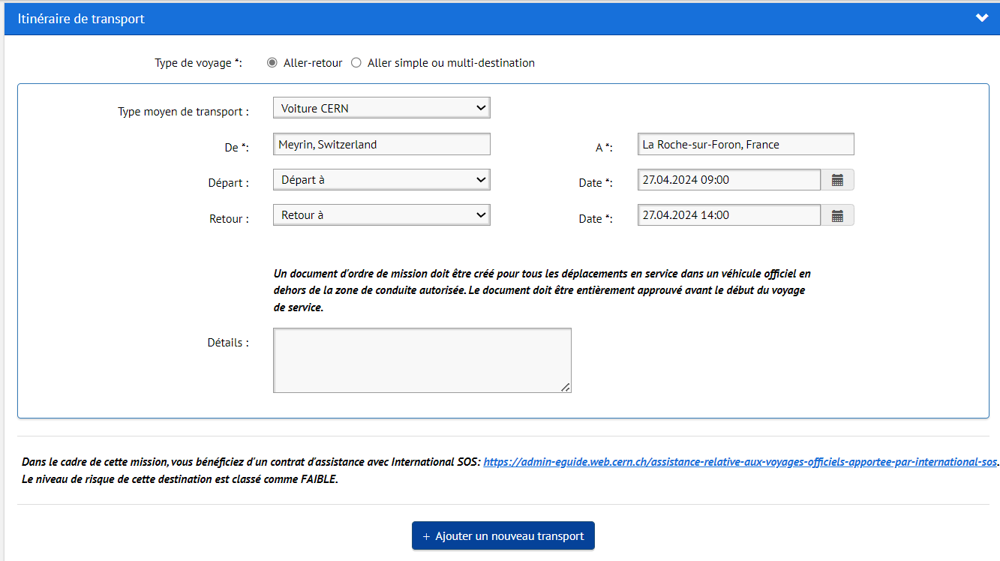 Itinéraire de transport
Type de voyage *: Aller-retour Aller simple ou multi-destination
Type moyen de transport : Voiture CERN
De *: Meyrin, Switzerland A *: La Roche-sur-Foron, France
Départ : Départ à Date *: 27.04.2024 09:00
Retour : Retour à Date *: 27.04.2024 14:00
Un document d'ordre de mission doit être créé pour tous les déplacements en service dans un véhicule officiel en
dehors de la zone de conduite autorisée. Le document doit être entièrement approuvé avant le début du voyage
de service.
Détails :
Dans le cadre de cette mission, vous bénéficiez d'un contrat d'assistance avec International SOS: https://admin-eguide.web.cern.ch/assistance-relative-aux-voyages-officiels-apportee-par-international-sos.
Le niveau de risque de cette destination est classé comme FAIBLE.
+ Ajouter un nouveau transport